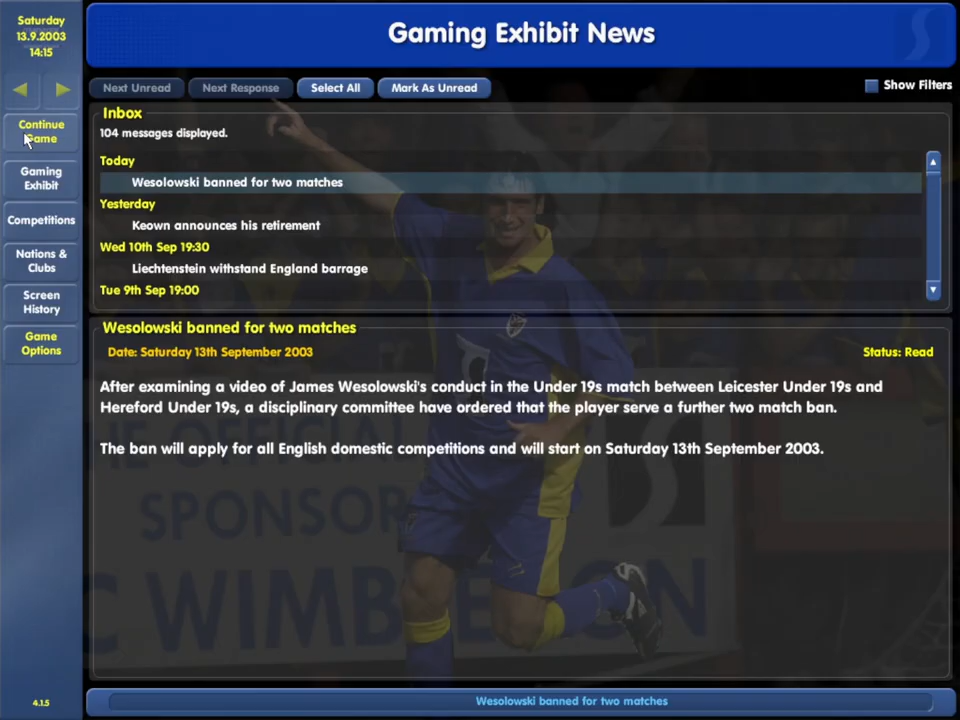 Saturday
13.9.2003
14:15
Gaming Exhibit News
Next Unread
Next Response
Select All
Mark As Unread
Show Filters
Continue
Game
Gaming
Exhibit
Competitions
Nations &
Clubs
Screen
History
Game
Options
Inbox
104 messages displayed.
Today
Wesolowski banned for two matches
Yesterday
Keown announces his retirement
Wed 10th Sep 19:30
Liechtenstein withstand England barrage
Tue 9th Sep 19:00
Wesolowski banned for two matches
Date: Saturday 13th September 2003
Status: Read
After examining a video of James Wesolowski's conduct in the Under 19s match between Leicester Under 19s and
Hereford Under 19s, a disciplinary committee have ordered that the player serve a further two match ban.
The ban will apply for all English domestic competitions and will start on Saturday 13th September 2003.
THE OFFICIAL
SPONSORS
C WIMBLEDON
4.1.5
Wesolowski banned for two matches